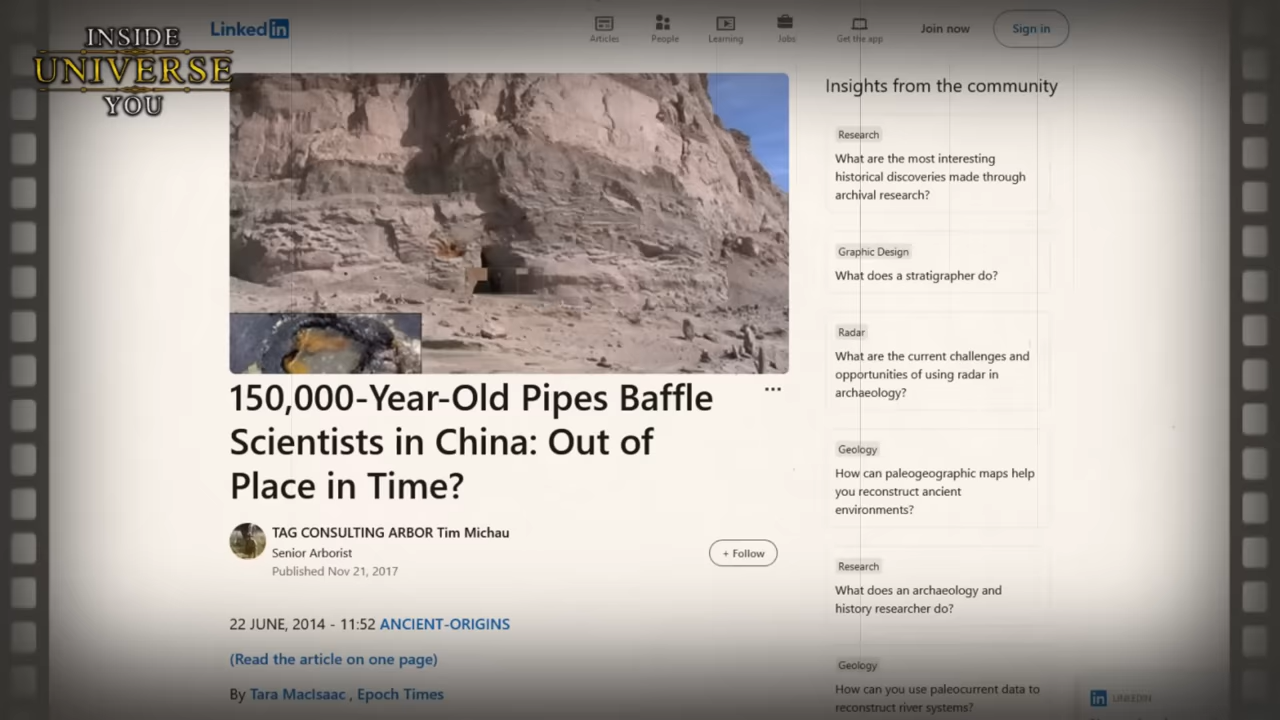 INSIDE
UNIVERSE
YOU
LinkedIn
Articles
People
Learning
Jobs
Get the app
Join now
Sign in
Insights from the community
Research
What are the most interesting
historical discoveries made through
archival research?
Graphic Design
What does a stratigrapher do?
Radar
What are the current challenges and
opportunities of using radar in
archaeology?
Geology
How can paleogeographic maps help
you reconstruct ancient
environments?
Research
What does an archaeology and
history researcher do?
Geology
How can you use paleocurrent data to
reconstruct river systems?
150,000-Year-Old Pipes Baffle
Scientists in China: Out of
Place in Time?
TAG CONSULTING ARBOR Tim Michau
Senior Arborist
Published Nov 21, 2017
+ Follow
22 JUNE, 2014 - 11:52 ANCIENT-ORIGINS
(Read the article on one page)
By Tara MacIsaac , Epoch Times
in LINKEDIN